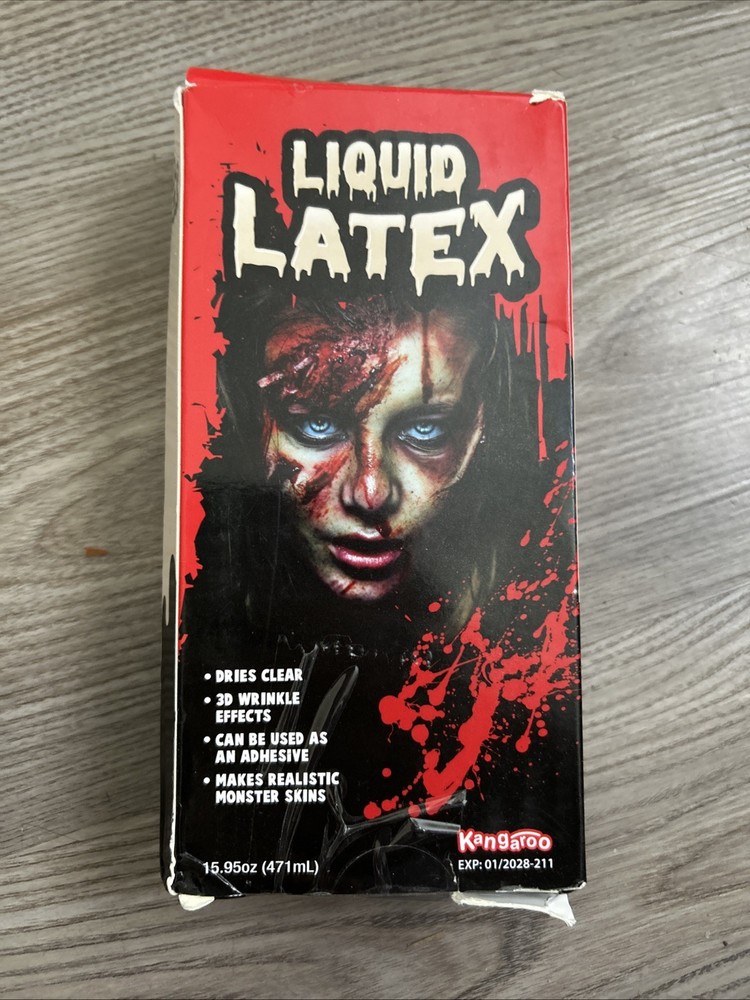 LIQUID
LATEX
• DRIES CLEAR
• 3D WRINKLE
EFFECTS
• CAN BE USED AS
AN ADHESIVE
• MAKES REALISTIC
MONSTER SKINS
Kangaroo
15.95oz (471mL)
EXP: 01/2028-211